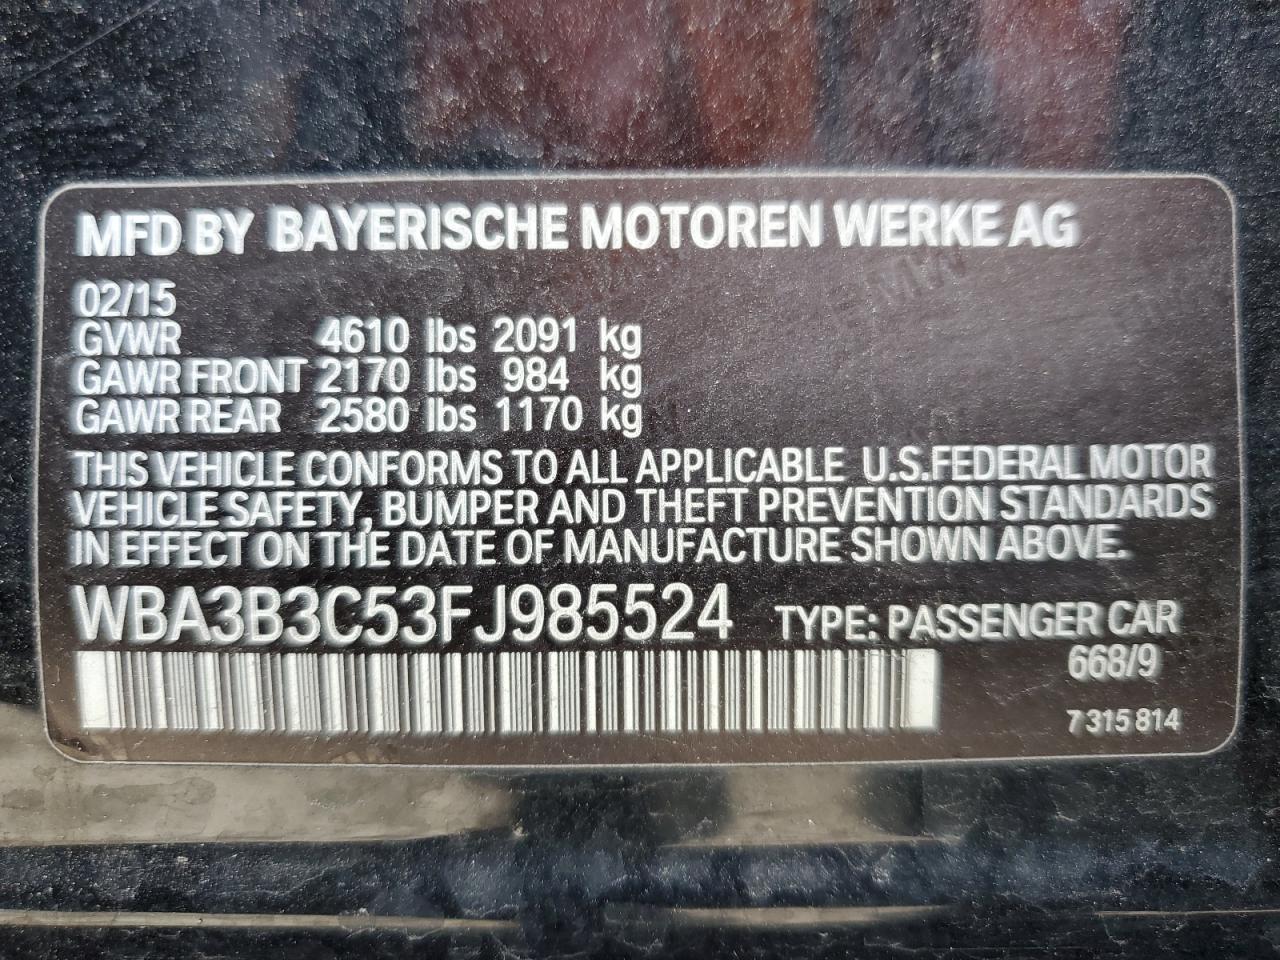 MFD BY BAYERISCHE MOTOREN WERKE AG
02/15
GVWR 4610 lbs 2091 kg
GAWR FRONT 2170 lbs 984 kg
GAWR REAR 2580 lbs 1170 kg
THIS VEHICLE CONFORMS TO ALL APPLICABLE U.S.FEDERAL MOTOR
VEHICLE SAFETY, BUMPER AND THEFT PREVENTION STANDARDS
IN EFFECT ON THE DATE OF MANUFACTURE SHOWN ABOVE.
WBA3B3C53FJ985524 TYPE: PASSENGER CAR
668/9
7 315 814